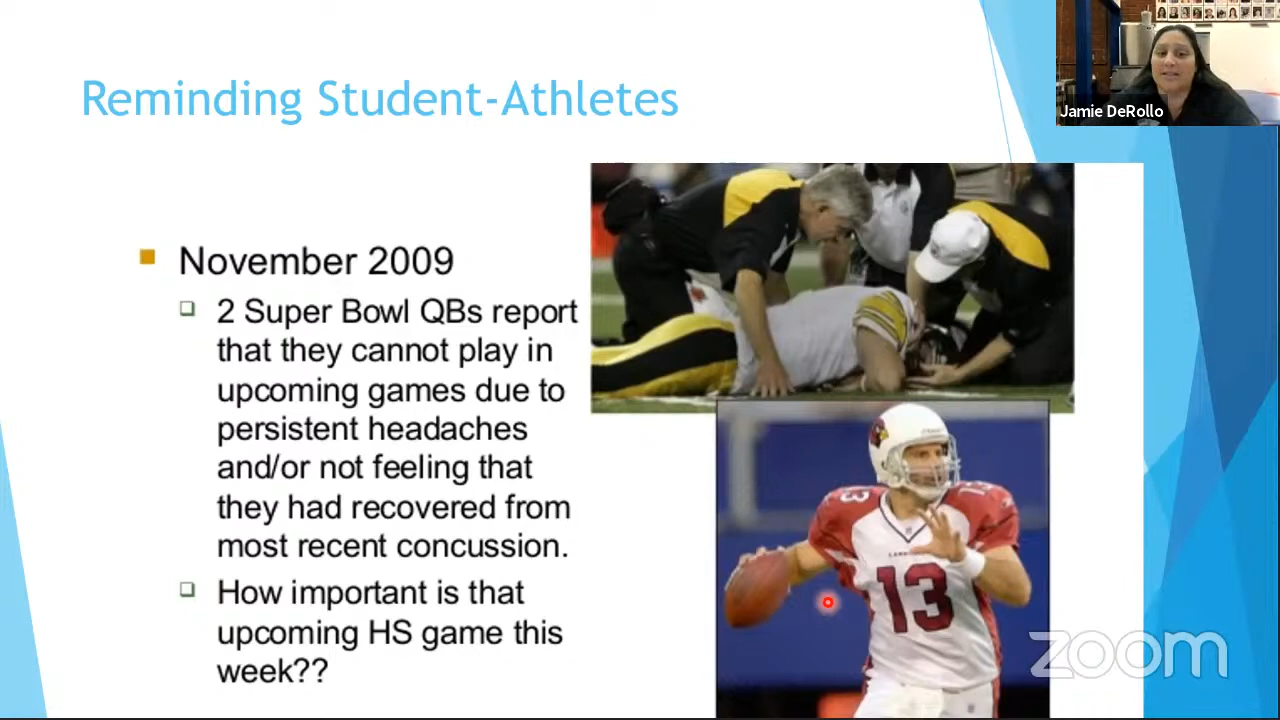 Reminding Student-Athletes
Jamie DeRollo
November 2009
2 Super Bowl QBs report
that they cannot play in
upcoming games due to
persistent headaches
and/or not feeling that
they had recovered from
most recent concussion.
How important is that
upcoming HS game this
week??
13
13
zoom